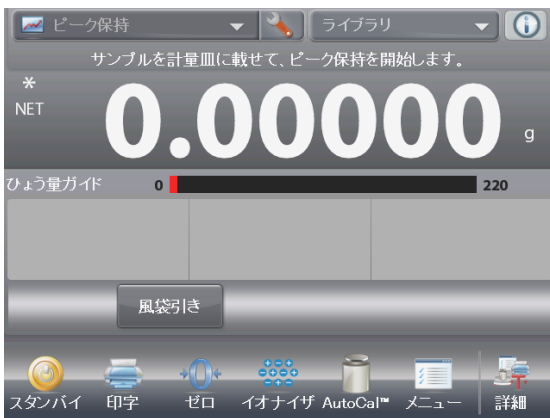 ピーク保持 ライブラリ
サンプルを計量皿に載せて、ピーク保持を開始します。
*
NET
0.00000 g
ひょう量ガイド 0 220
風袋引き
スタンバイ 印字 ゼロ イオナイザ AutoCal™ メニュー 詳細